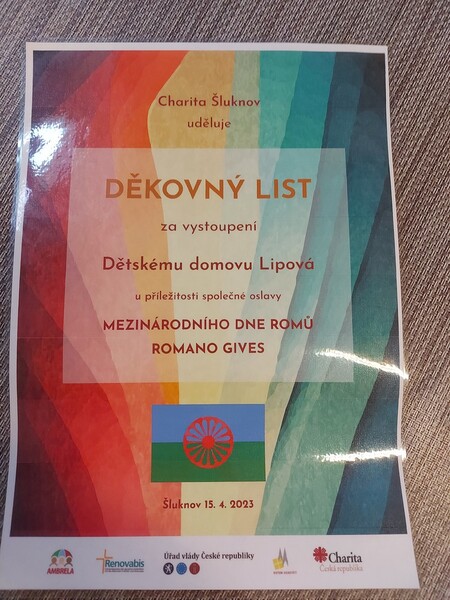 Charita Šluknov
uděluje
DĚKOVNÝ LIST
za vystoupení
Dětskému domovu Lipová
u příležitosti společné oslavy
MEZINÁRODNÍHO DNE ROMŮ
ROMANO GIVES
Šluknov 15. 4. 2023
AMBRELA
Renovabis
Úřad vlády České republiky
Charita
Česká republika